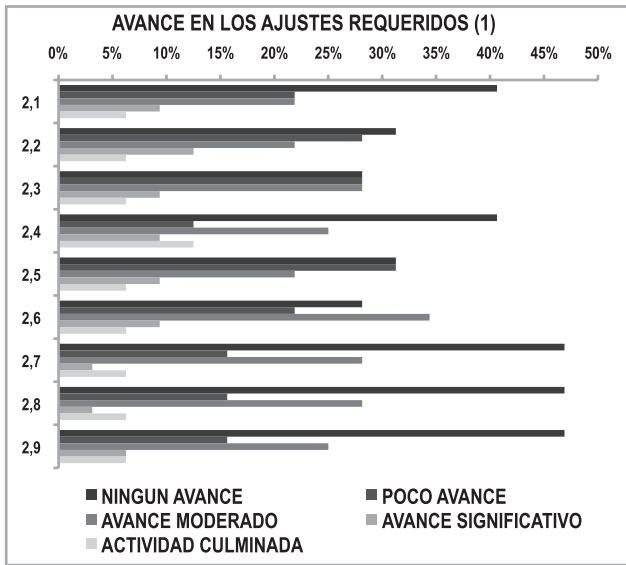 AVANCE EN LOS AJUSTES REQUERIDOS (1)
0% 5% 10% 15% 20% 25% 30% 35% 40% 45% 50%
2,1
2,2
2,3
2,4
2,5
2,6
2,7
2,8
2,9
NINGUN AVANCE POCO AVANCE
AVANCE MODERADO AVANCE SIGNIFICATIVO
ACTIVIDAD CULMINADA